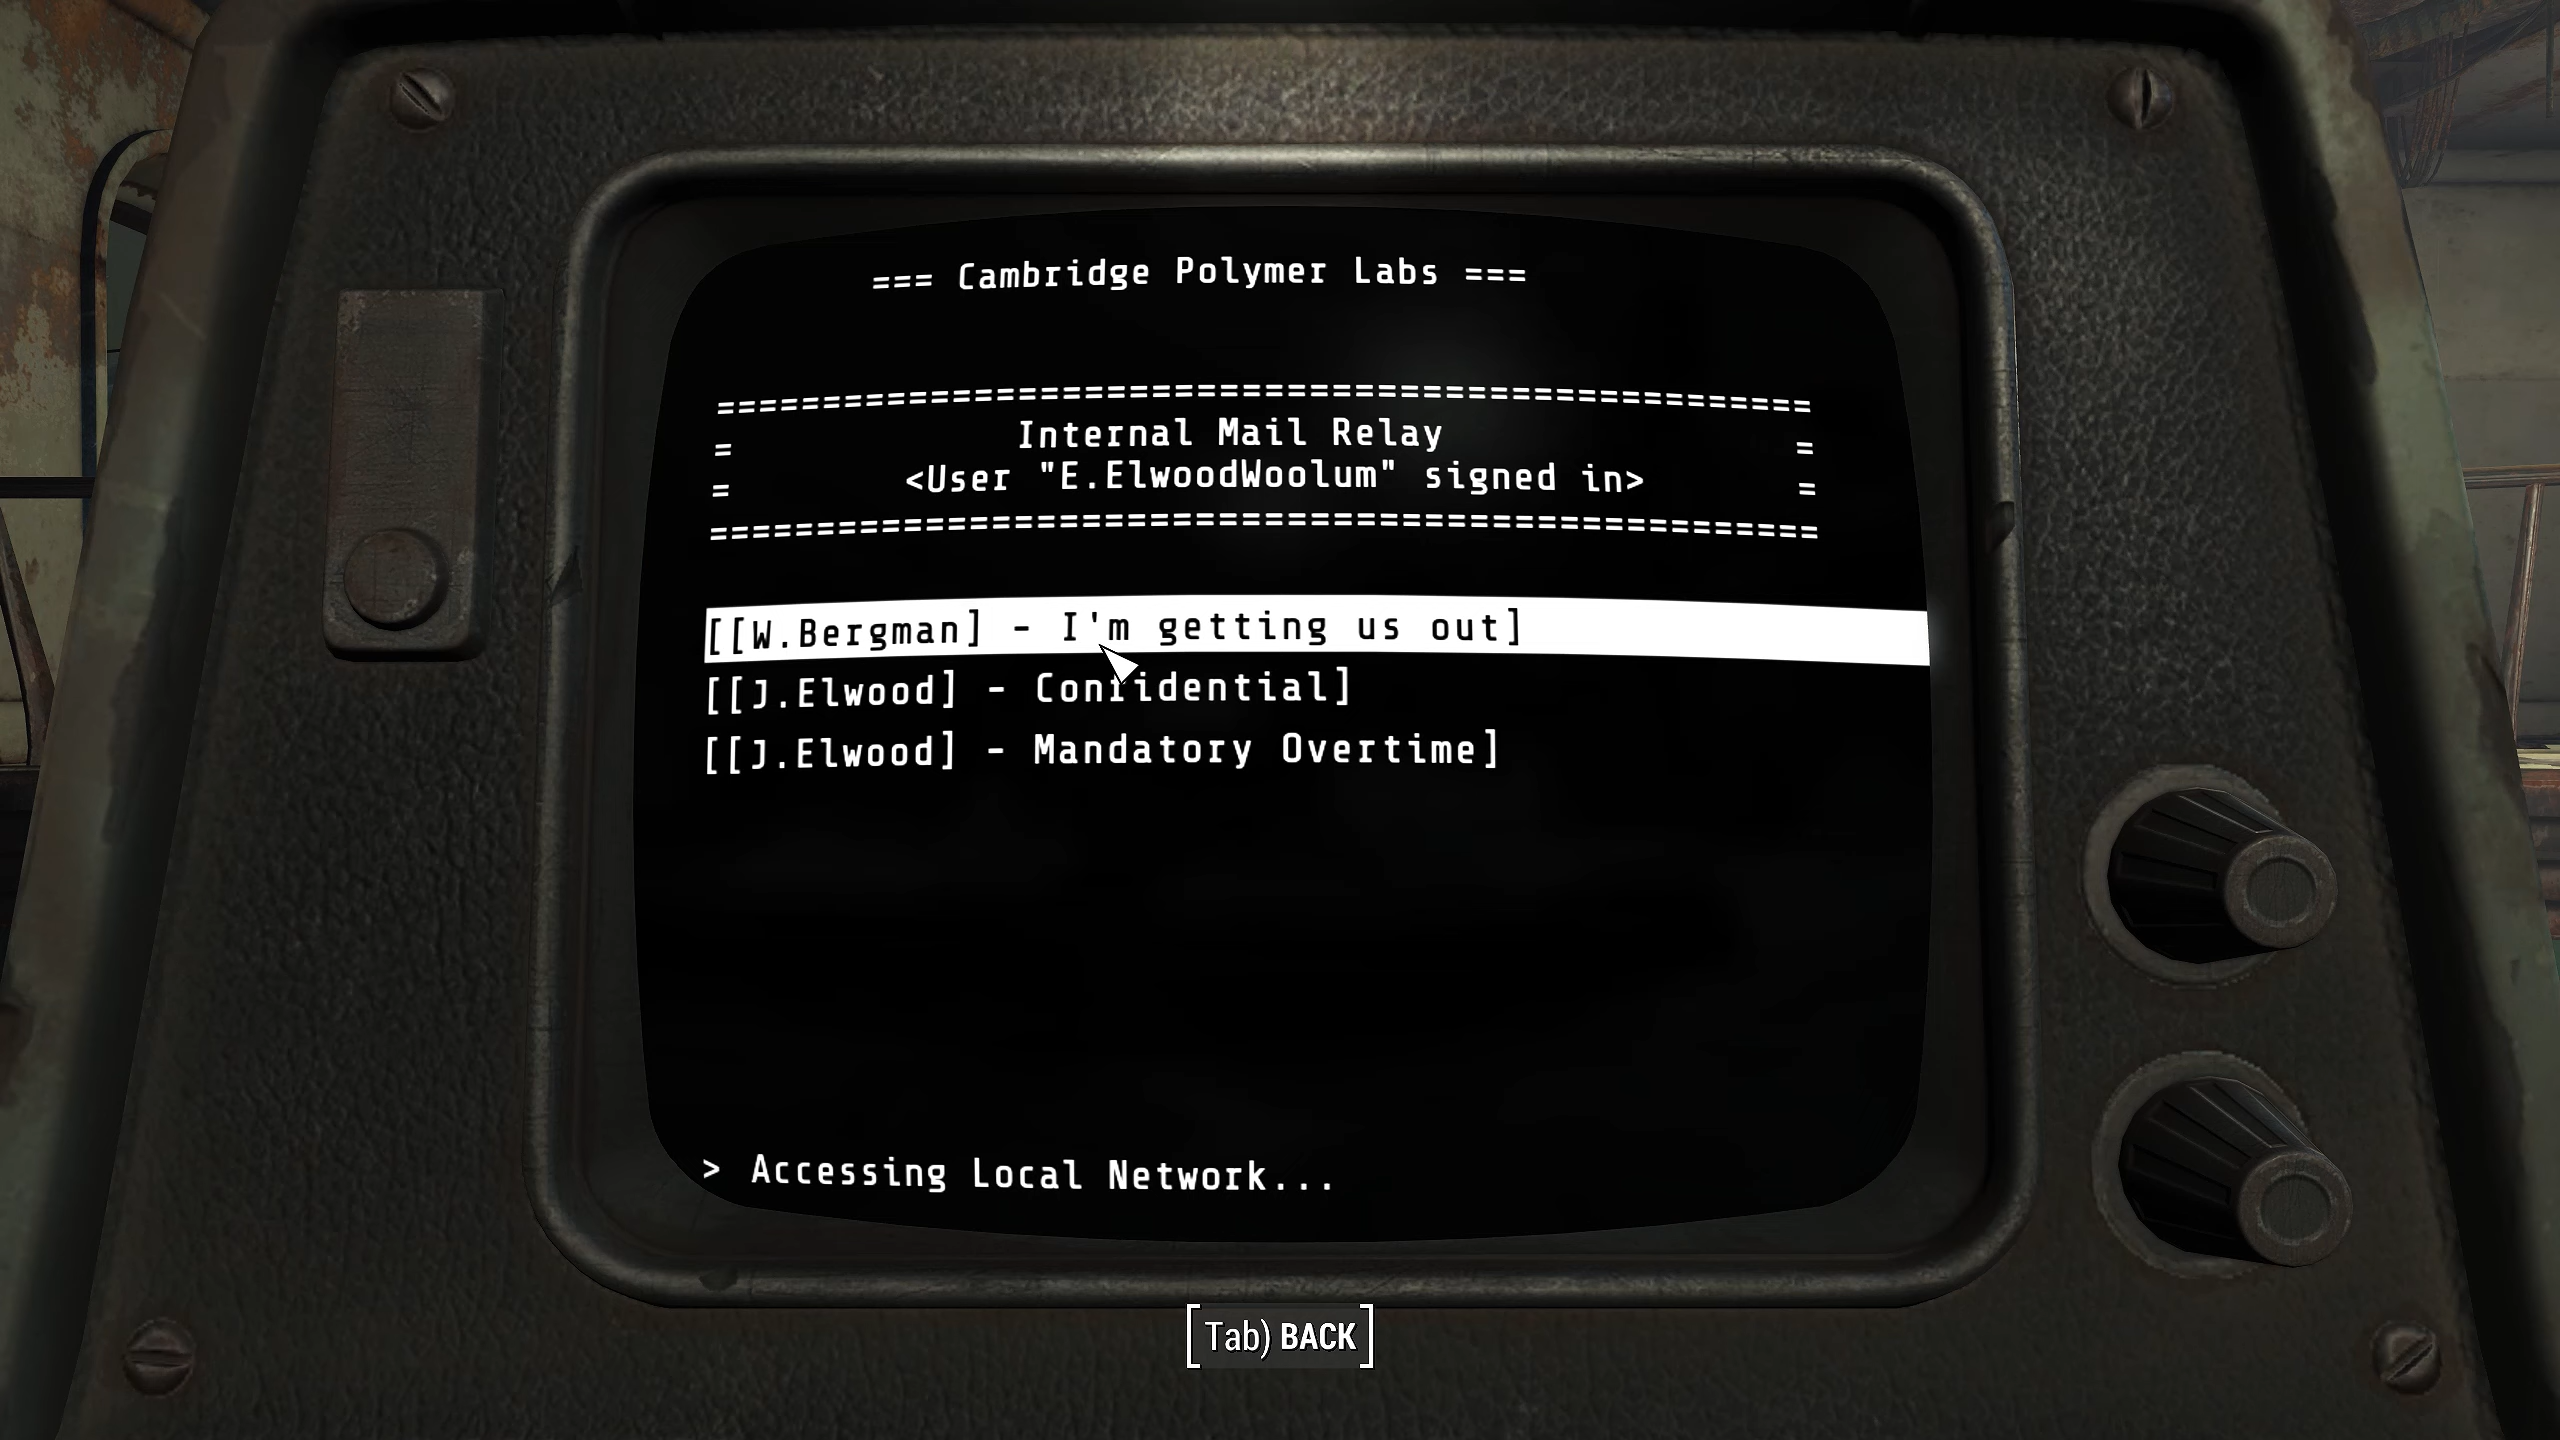 === Cambridge Polymer Labs ===
====================================================
= Internal Mail Relay =
= <User "E.ElwoodWoolum" signed in> =
====================================================
[[W.Bergman] - I'm getting us out]
[[J.Elwood] - Confidential]
[[J.Elwood] - Mandatory Overtime]
> Accessing Local Network...
[Tab) BACK]